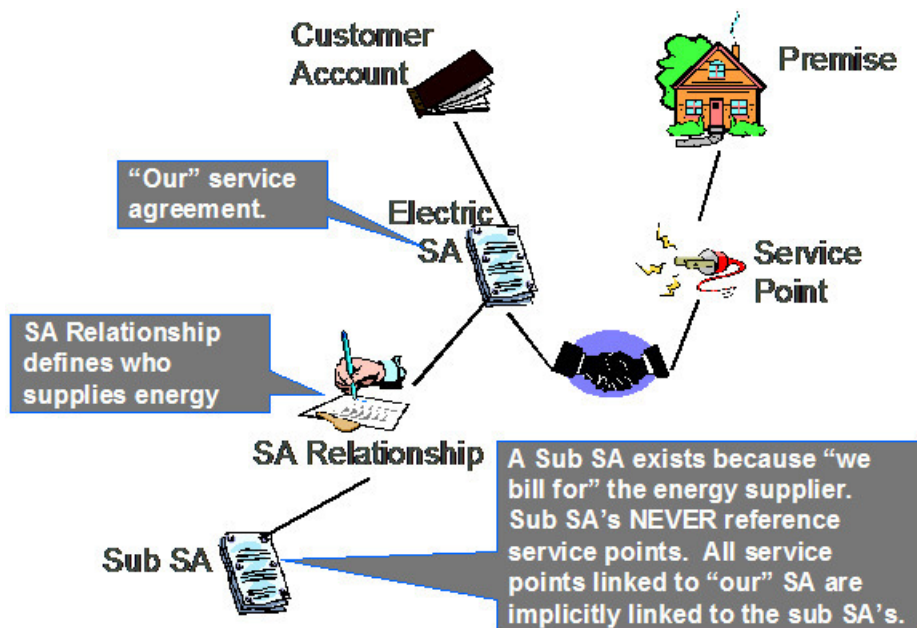 Customer
Account
Premise
“Our” service
agreement.
Electric
SA
Service
Point
SA Relationship
defines who
supplies energy
SA Relationship
A Sub SA exists because “we
bill for” the energy supplier.
Sub SA’s NEVER reference
service points.  All service
points linked to “our” SA are
implicitly linked to the sub SA’s.
Sub SA